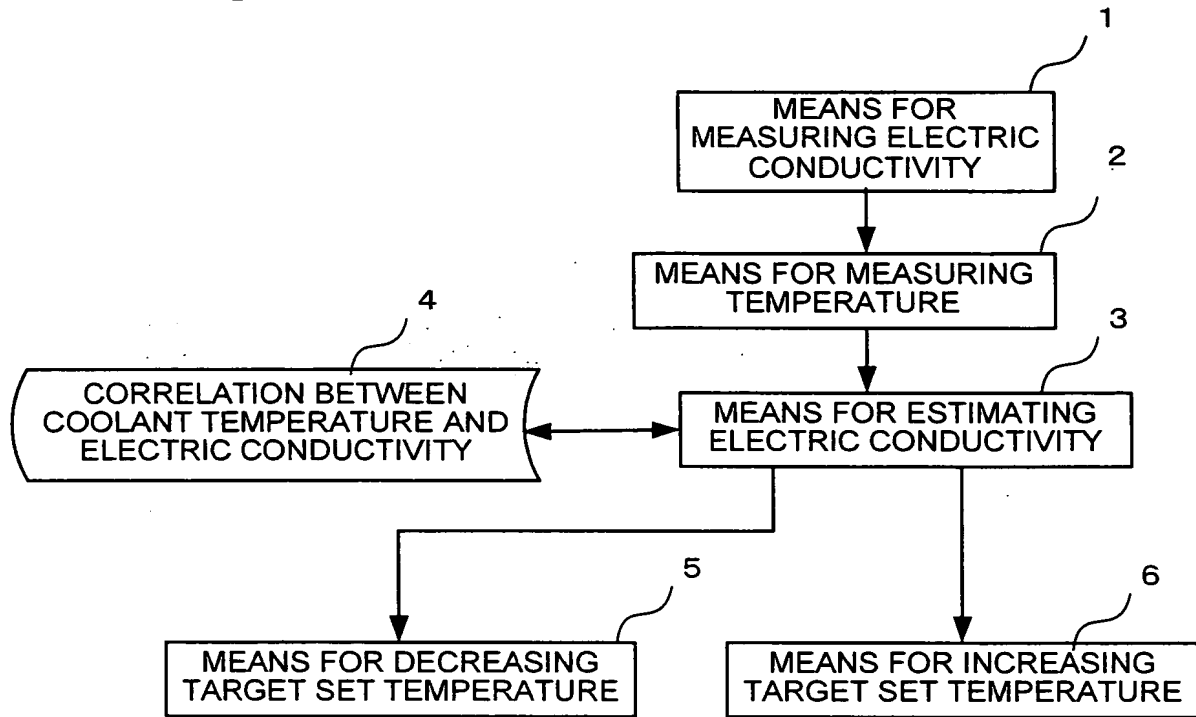 1
MEANS FOR
MEASURING ELECTRIC
CONDUCTIVITY
2
MEANS FOR MEASURING
TEMPERATURE
4
3
CORRELATION BETWEEN
COOLANT TEMPERATURE AND
ELECTRIC CONDUCTIVITY
MEANS FOR ESTIMATING
ELECTRIC CONDUCTIVITY
5
6
MEANS FOR DECREASING
TARGET SET TEMPERATURE
MEANS FOR INCREASING
TARGET SET TEMPERATURE